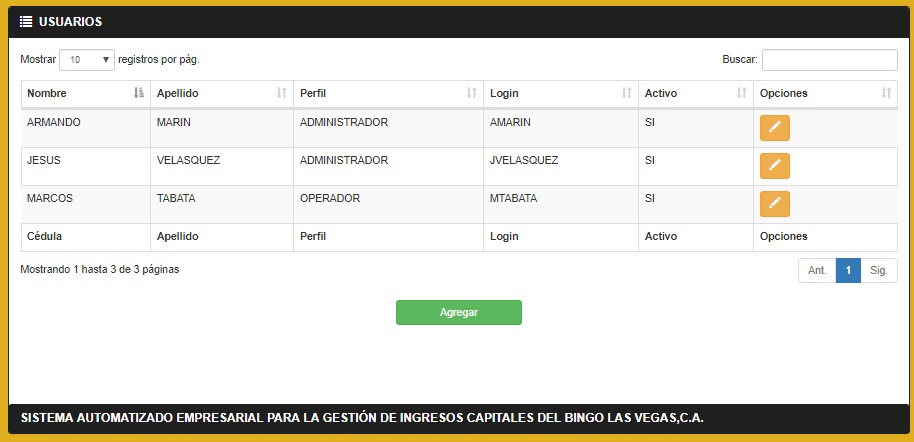 USUARIOS
Mostrar 10 registros por pág. Buscar:
Nombre Apellido Perfil Login Activo Opciones
ARMANDO MARIN ADMINISTRADOR AMARIN SI
JESUS VELASQUEZ ADMINISTRADOR JVELASQUEZ SI
MARCOS TABATA OPERADOR MTABATA SI
Cédula Apellido Perfil Login Activo Opciones
Mostrando 1 hasta 3 de 3 páginas Ant. 1 Sig.
Agregar
SISTEMA AUTOMATIZADO EMPRESARIAL PARA LA GESTIÓN DE INGRESOS CAPITALES DEL BINGO LAS VEGAS,C.A.